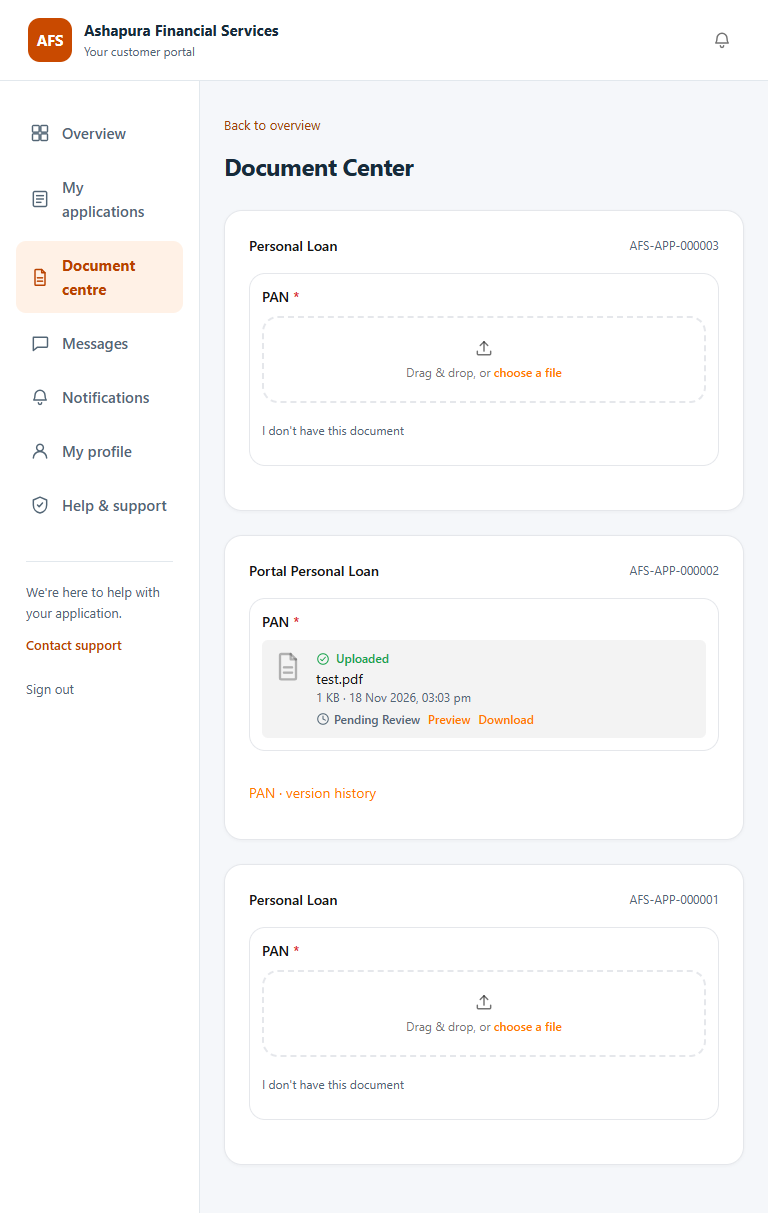 AFS
Ashapura Financial Services
Your customer portal
Overview
My
applications
Document
centre
Messages
Notifications
My profile
Help & support
We're here to help with
your application.
Contact support
Sign out
Back to overview
Document Center
Personal Loan
AFS-APP-000003
PAN *
Drag & drop, or choose a file
I don't have this document
Portal Personal Loan
AFS-APP-000002
PAN *
Uploaded
test.pdf
1 KB · 18 Nov 2026, 03:03 pm
Pending Review Preview Download
PAN · version history
Personal Loan
AFS-APP-000001
PAN *
Drag & drop, or choose a file
I don't have this document